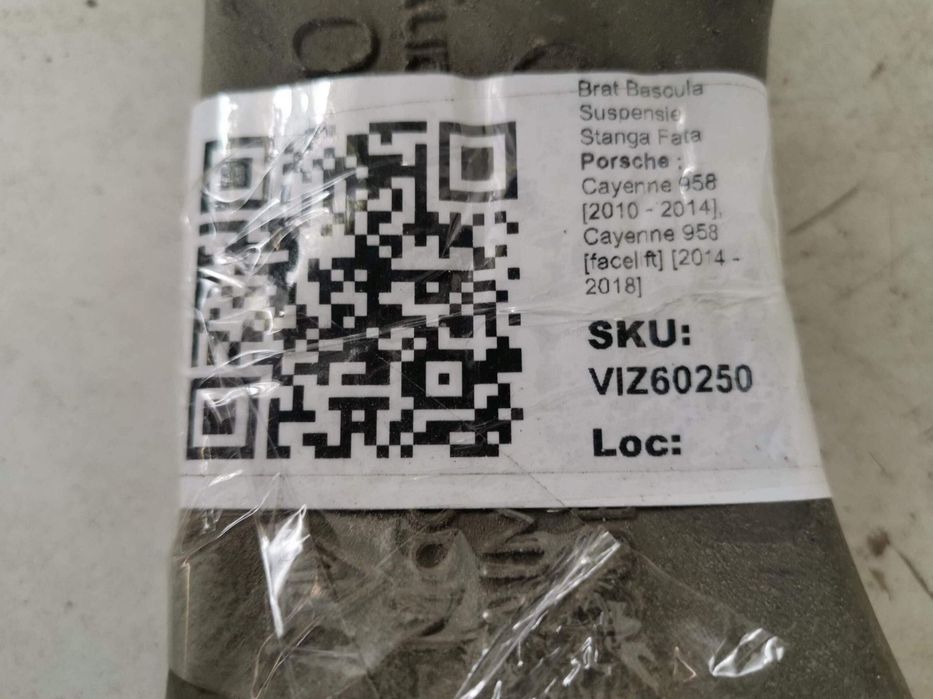 Brat Bascula
Suspensie
Stanga Fata
Porsche :
Cayenne 958
[2010 - 2014],
Cayenne 958
[facelift] [2014 -
2018]
SKU:
VIZ60250
Loc: